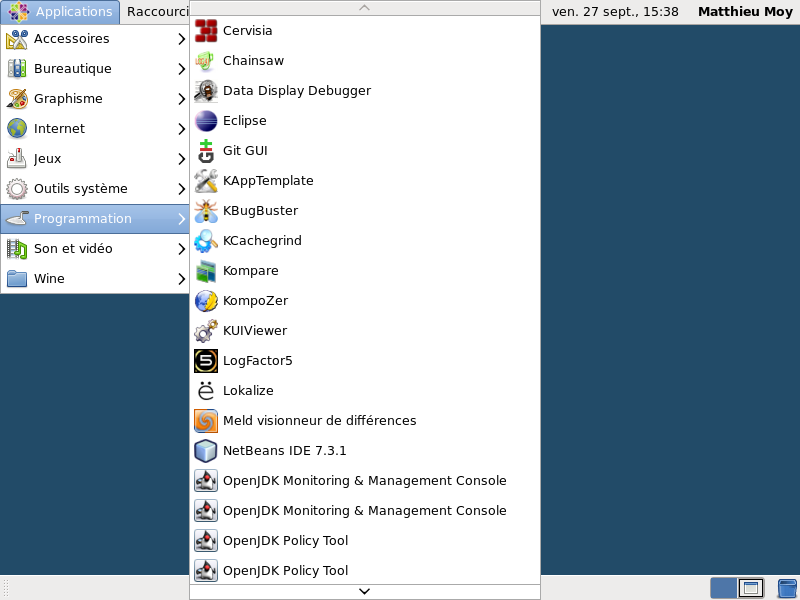 Applications
Raccourci
ven. 27 sept., 15:38
Matthieu Moy
Accessoires
Bureautique
Graphisme
Internet
Jeux
Outils système
Programmation
Son et vidéo
Wine
Cervisia
Chainsaw
Data Display Debugger
Eclipse
Git GUI
KAppTemplate
KBugBuster
KCachegrind
Kompare
KompoZer
KUIViewer
LogFactor5
Lokalize
Meld visionneur de différences
NetBeans IDE 7.3.1
OpenJDK Monitoring & Management Console
OpenJDK Monitoring & Management Console
OpenJDK Policy Tool
OpenJDK Policy Tool